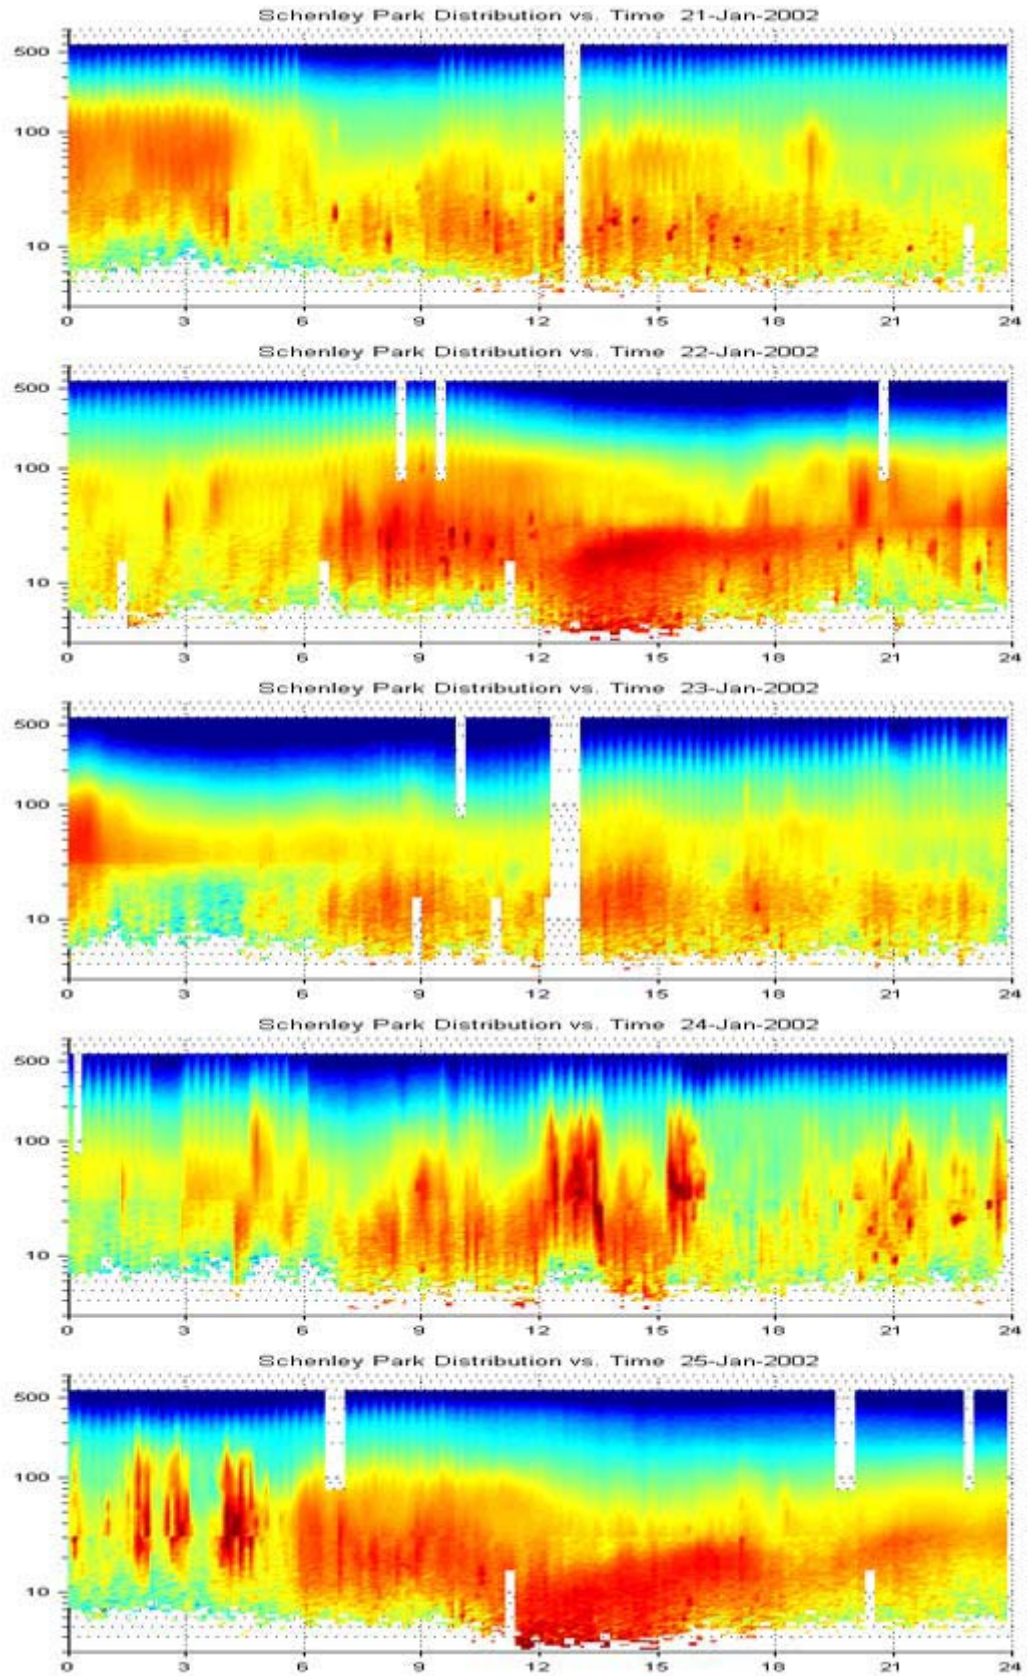 Schenley Park Distribution vs. Time 21-Jan-2002
500
100
10
0 3 6 9 12 15 18 21 24
Schenley Park Distribution vs. Time 22-Jan-2002
500
100
10
0 3 6 9 12 15 18 21 24
Schenley Park Distribution vs. Time 23-Jan-2002
500
100
10
0 3 6 9 12 15 18 21 24
Schenley Park Distribution vs. Time 24-Jan-2002
500
100
10
0 3 6 9 12 15 18 21 24
Schenley Park Distribution vs. Time 25-Jan-2002
500
100
10
0 3 6 9 12 15 18 21 24